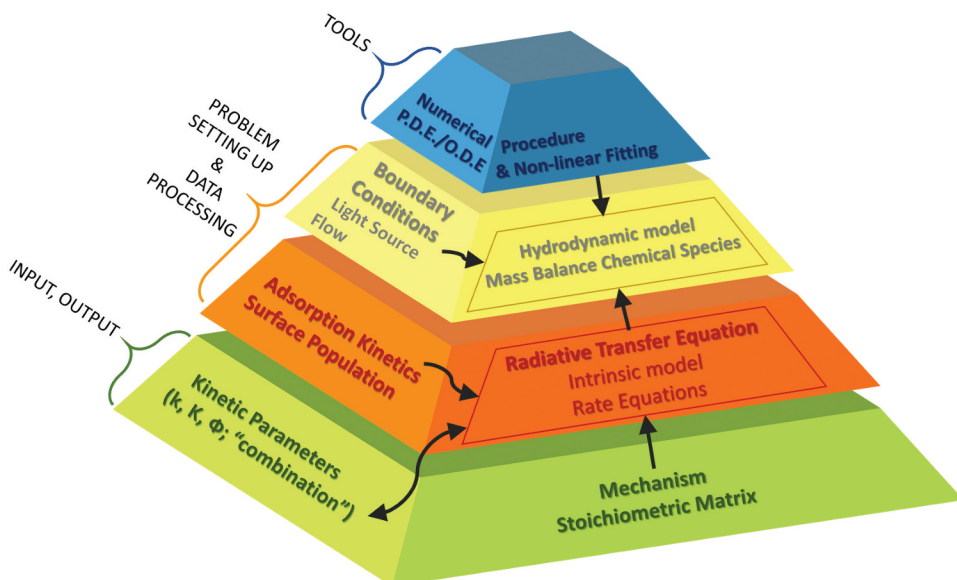 TOOLS
Numerical
P.D.E./O.D.E
Procedure
& Non-linear Fitting
PROBLEM
SETTING UP
&
DATA
PROCESSING
Boundary
Conditions
Light Source
Flow
Hydrodynamic model
Mass Balance Chemical Species
Adsorption Kinetics
Surface Population
Radiative Transfer Equation
Intrinsic model
Rate Equations
INPUT, OUTPUT
Kinetic Parameters
(k, K, Φ; “combination”)
Mechanism
Stoichiometric Matrix